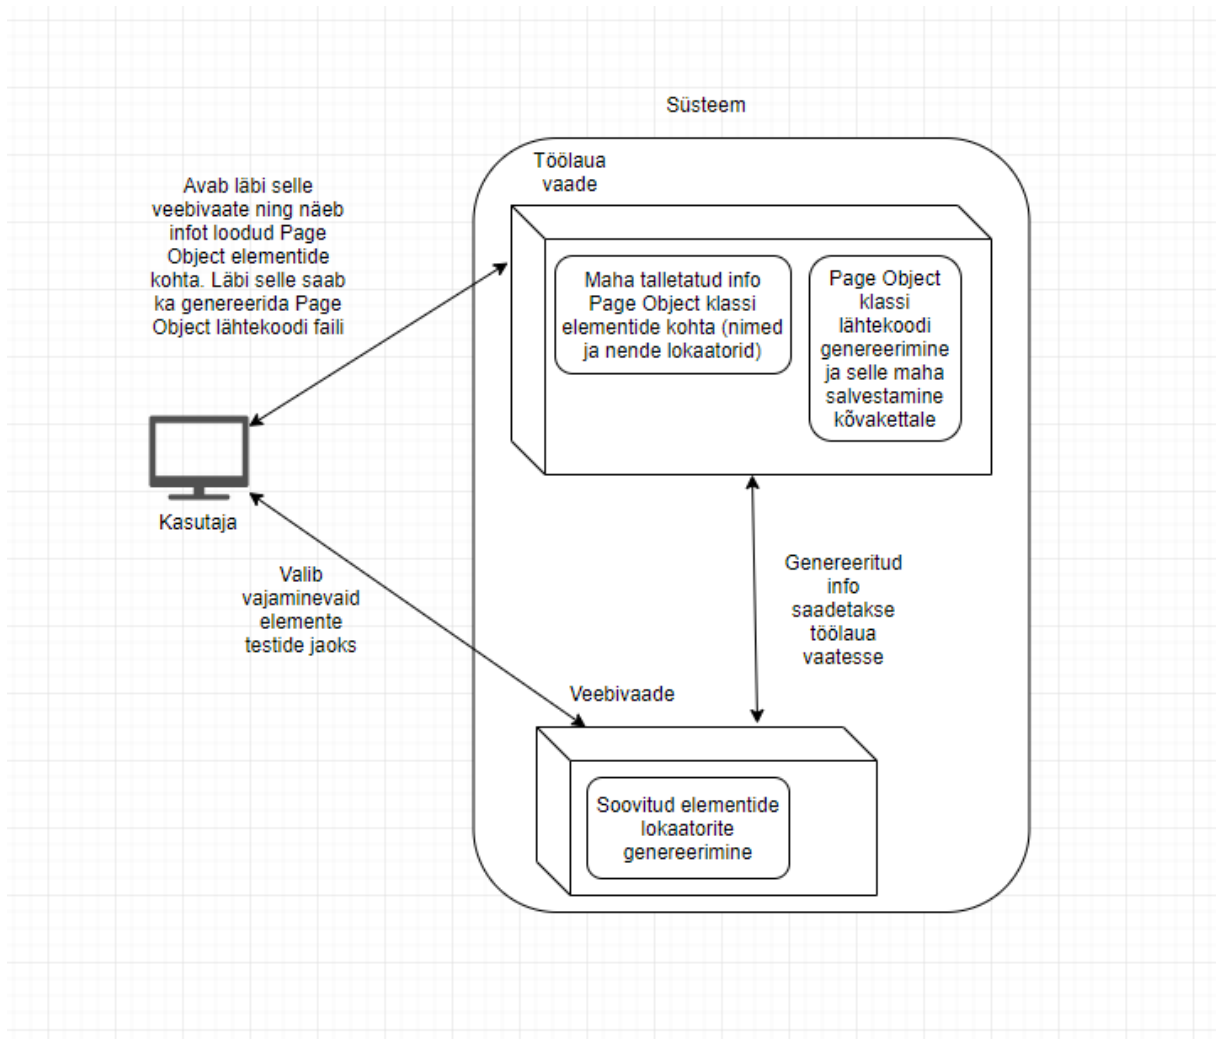 Süsteem
Töölaua
vaade
Avab läbi selle
veebivaate ning näeb
infot loodud Page
Object elementide
kohta. Läbi selle saab
ka genereerida Page
Object lähtekoodi faili
Maha talletatud info
Page Object klassi
elementide kohta (nimed
ja nende lokaatorid)
Page Object
klassi
lähtekoodi
genereerimine
ja selle maha
salvestamine
kõvakettale
Kasutaja
Valib
vajaminevaid
elemente
testide jaoks
Genereeritud
info
saadetakse
töölaua
vaatesse
Veebivaade
Soovitud elementide
lokaatorite
genereerimine